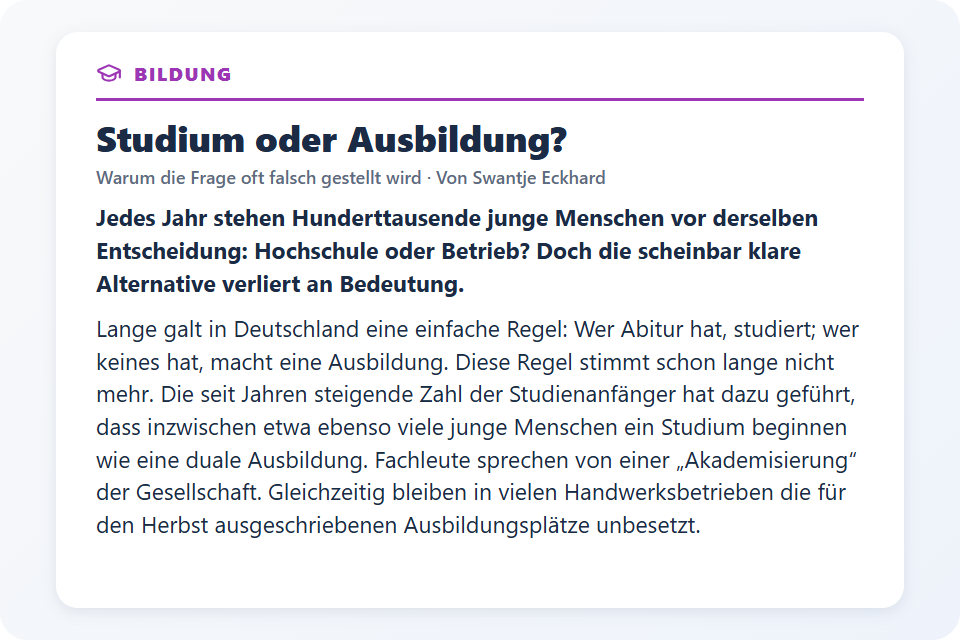 BILDUNG
Studium oder Ausbildung?
Warum die Frage oft falsch gestellt wird · Von Swantje Eckhard
Jedes Jahr stehen Hunderttausende junge Menschen vor derselben
Entscheidung: Hochschule oder Betrieb? Doch die scheinbar klare
Alternative verliert an Bedeutung.
Lange galt in Deutschland eine einfache Regel: Wer Abitur hat, studiert; wer
keines hat, macht eine Ausbildung. Diese Regel stimmt schon lange nicht
mehr. Die seit Jahren steigende Zahl der Studienanfänger hat dazu geführt,
dass inzwischen etwa ebenso viele junge Menschen ein Studium beginnen
wie eine duale Ausbildung. Fachleute sprechen von einer „Akademisierung“
der Gesellschaft. Gleichzeitig bleiben in vielen Handwerksbetrieben die für
den Herbst ausgeschriebenen Ausbildungsplätze unbesetzt.